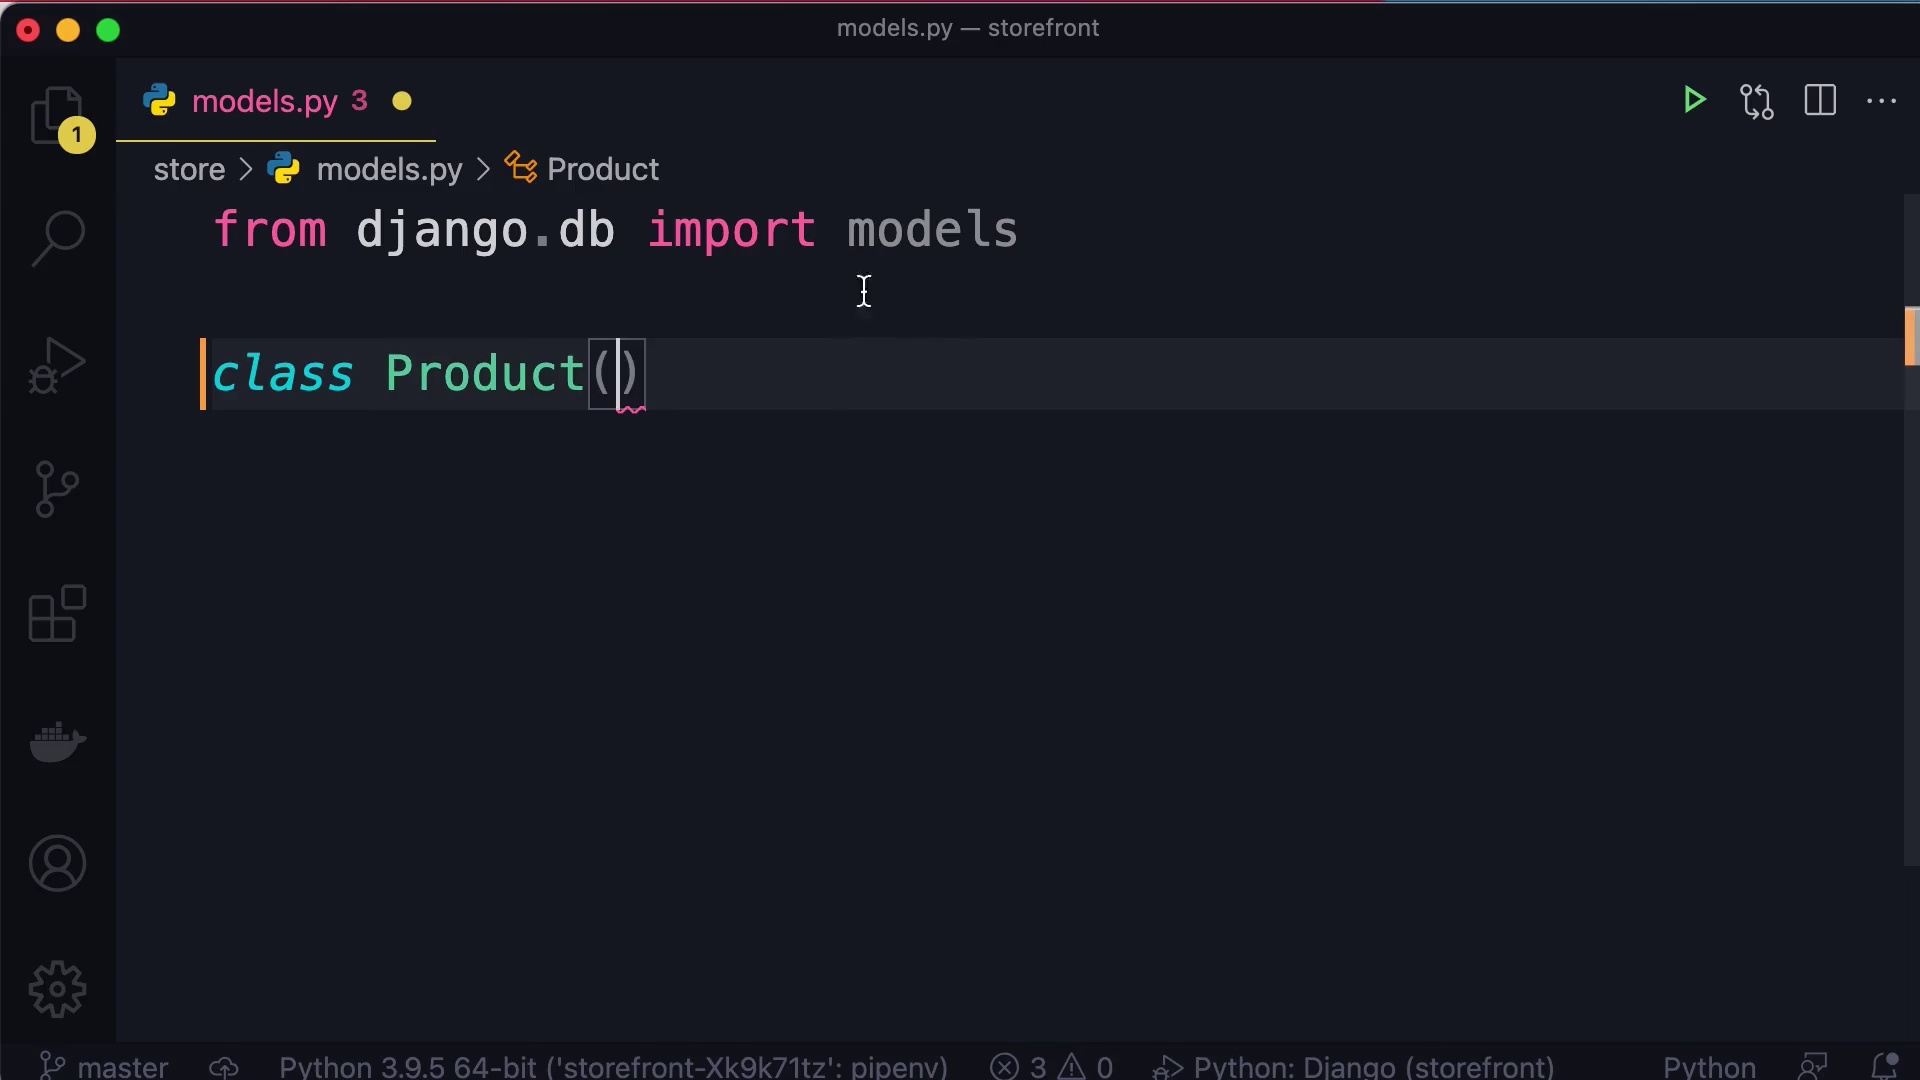 models.py — storefront
models.py 3
1
store > models.py > Product
from django.db import models
class Product()
master Python 3.9.5 64-bit ('storefront-Xk9k71tz': pipenv) 3 0 Python: Django (storefront) Python